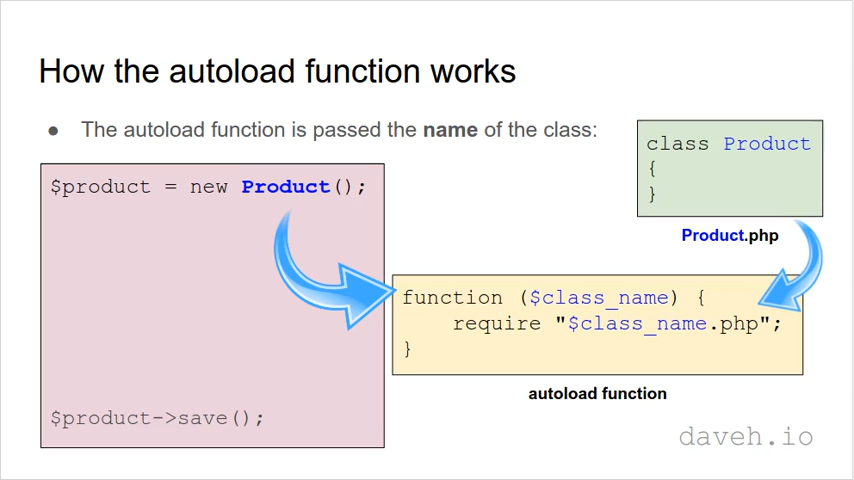 How the autoload function works
● The autoload function is passed the name of the class:
$product = new Product();
$product->save();
class Product
{
}
Product.php
function ($class_name) {
    require "$class_name.php";
}
autoload function
daveh.io